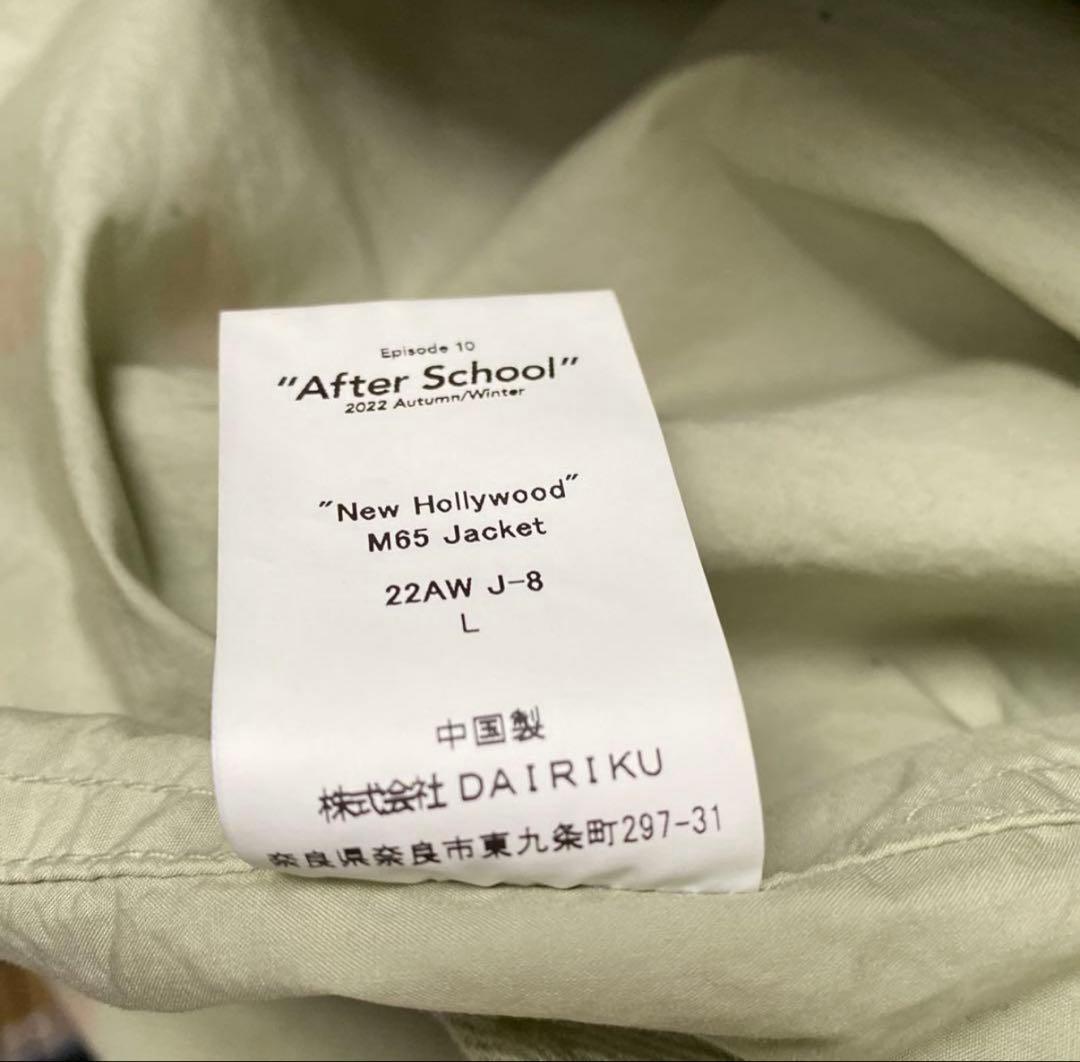 Episode 10
"After School"
2022 Autumn/Winter
"New Hollywood"
M65 Jacket
22AW J-8
L
中国製
株式会社 DAIRIKU
奈良県奈良市東九条町297-31